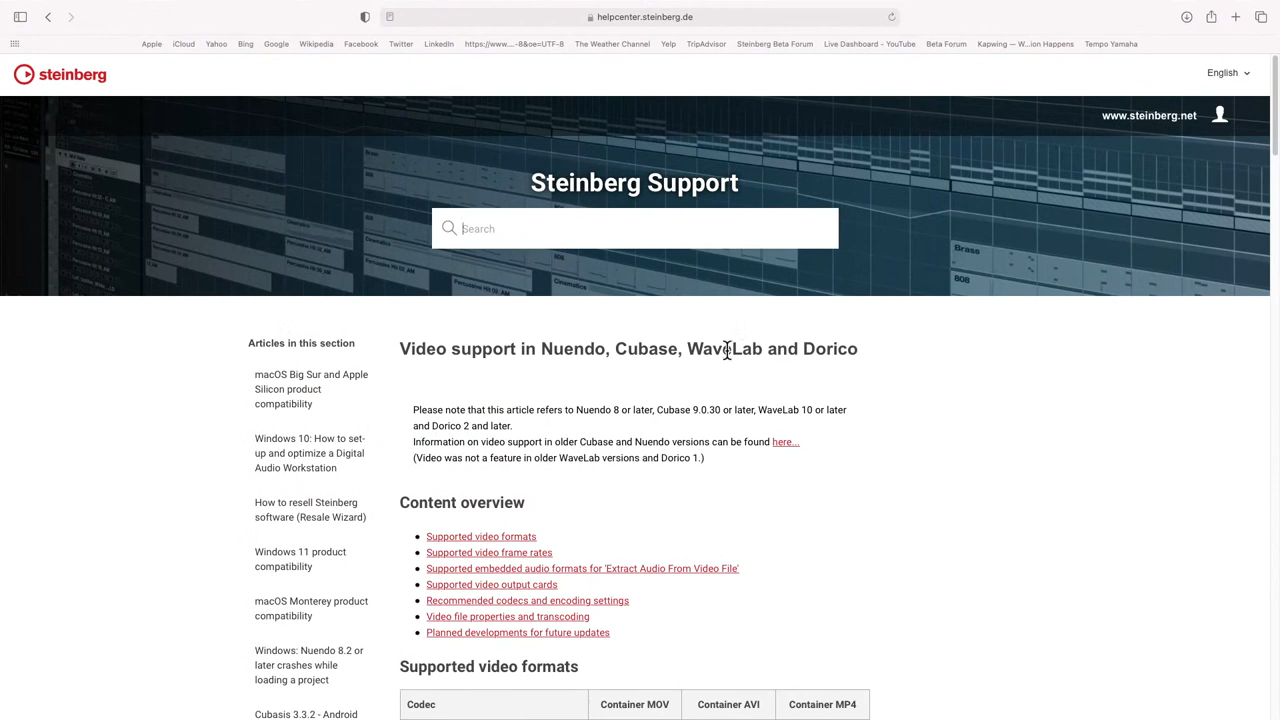 helpcenter.steinberg.de
Apple iCloud Yahoo Bing Google Wikipedia Facebook Twitter LinkedIn https://www.…-8&oe=UTF-8 The Weather Channel Yelp TripAdvisor Steinberg Beta Forum Live Dashboard - YouTube Beta Forum Kapwing — W…ion Happens Tempo Yamaha
steinberg
English
www.steinberg.net
Steinberg Support
Search
Brass
808
Articles in this section
macOS Big Sur and Apple
Silicon product
compatibility
Windows 10: How to set-
up and optimize a Digital
Audio Workstation
How to resell Steinberg
software (Resale Wizard)
Windows 11 product
compatibility
macOS Monterey product
compatibility
Windows: Nuendo 8.2 or
later crashes while
loading a project
Cubasis 3.3.2 - Android
Video support in Nuendo, Cubase, WaveLab and Dorico
Please note that this article refers to Nuendo 8 or later, Cubase 9.0.30 or later, WaveLab 10 or later
and Dorico 2 and later.
Information on video support in older Cubase and Nuendo versions can be found here...
(Video was not a feature in older WaveLab versions and Dorico 1.)
Content overview
Supported video formats
Supported video frame rates
Supported embedded audio formats for 'Extract Audio From Video File'
Supported video output cards
Recommended codecs and encoding settings
Video file properties and transcoding
Planned developments for future updates
Supported video formats
Codec Container MOV Container AVI Container MP4